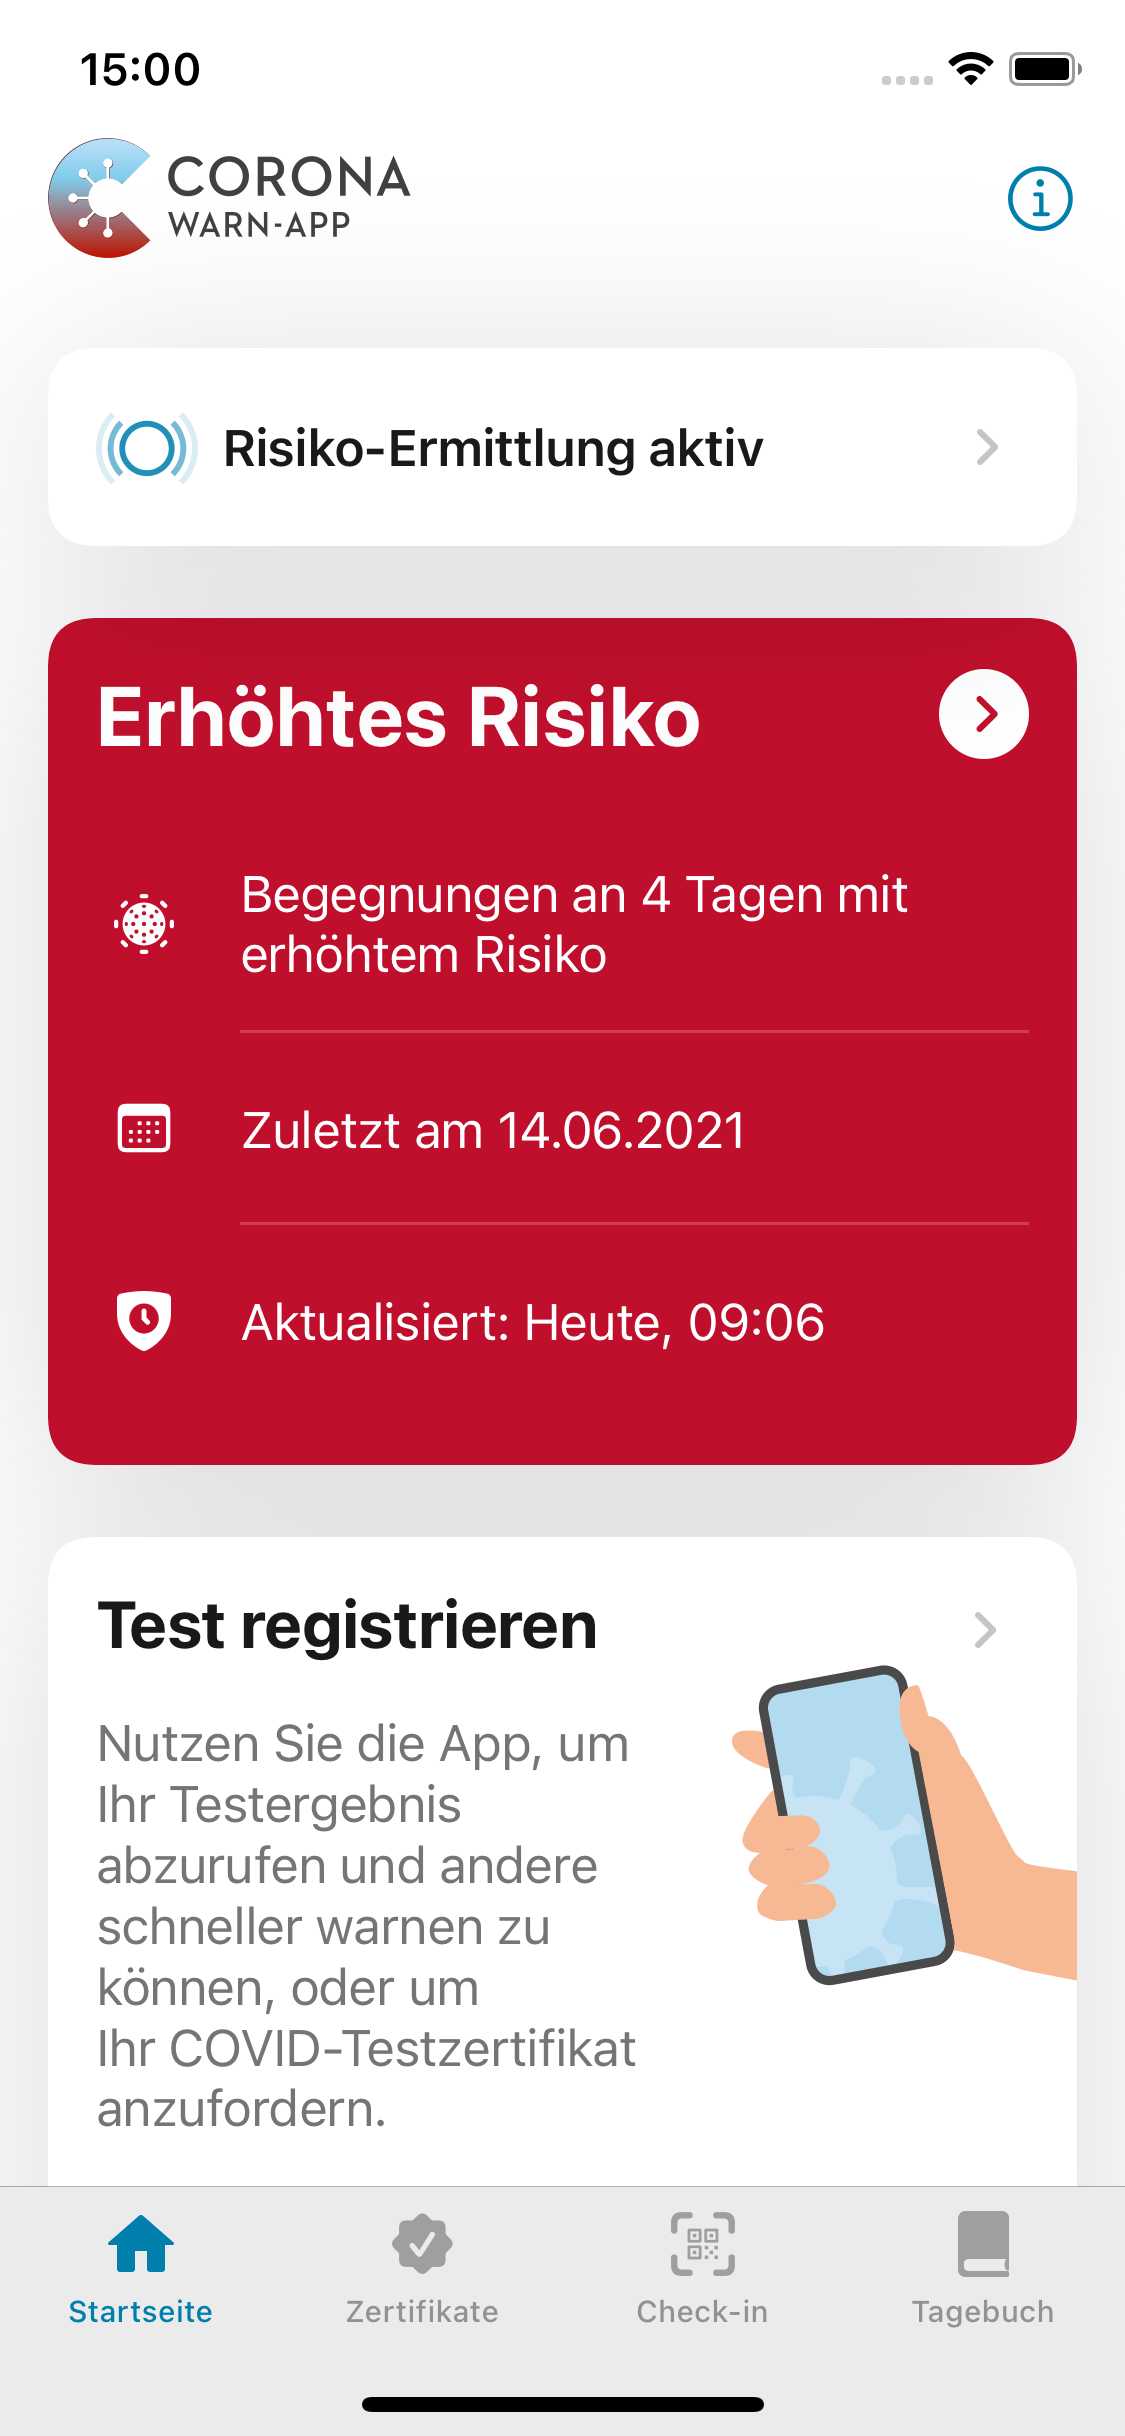 15:00
CORONA
WARN-APP
Risiko-Ermittlung aktiv
Erhöhtes Risiko
Begegnungen an 4 Tagen mit
erhöhtem Risiko
Zuletzt am 14.06.2021
Aktualisiert: Heute, 09:06
Test registrieren
Nutzen Sie die App, um
Ihr Testergebnis
abzurufen und andere
schneller warnen zu
können, oder um
Ihr COVID-Testzertifikat
anzufordern.
Startseite
Zertifikate
Check-in
Tagebuch